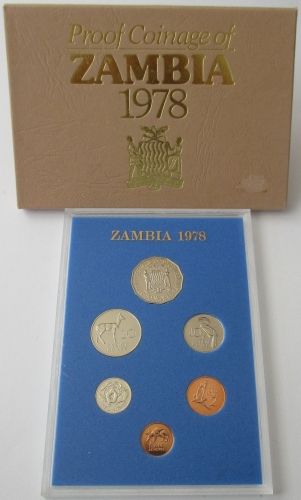 Proof Coinage of
ZAMBIA
1978
ZAMBIA 1978